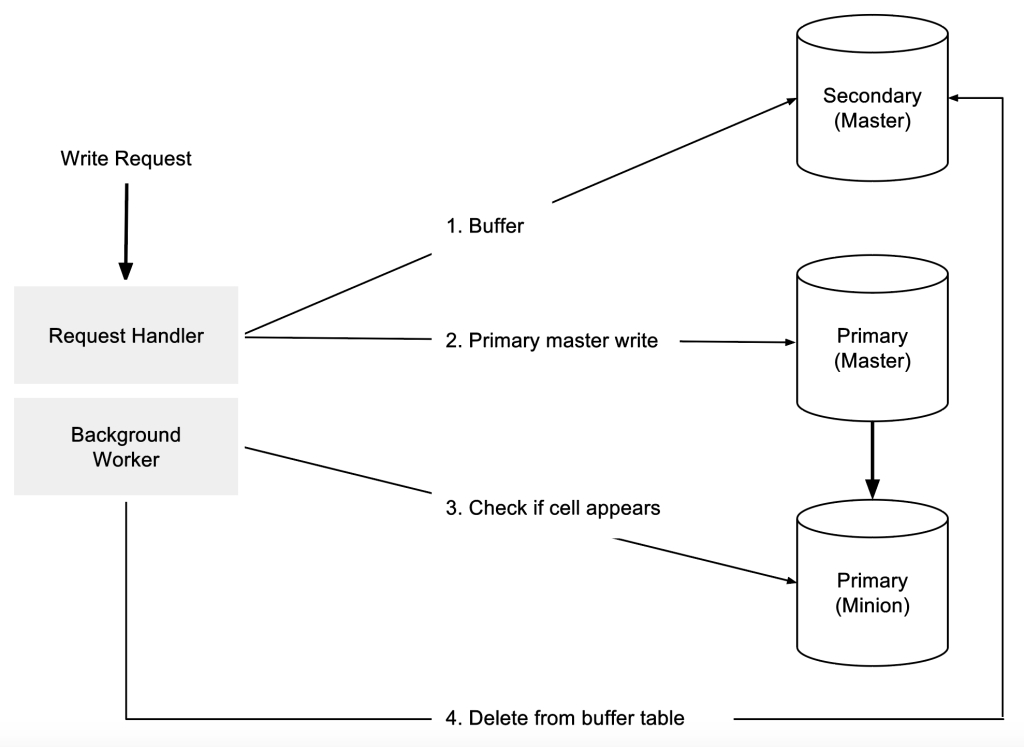 Secondary
(Master)
Write Request
1. Buffer
Request Handler
2. Primary master write
Primary
(Master)
Background
Worker
3. Check if cell appears
Primary
(Minion)
4. Delete from buffer table